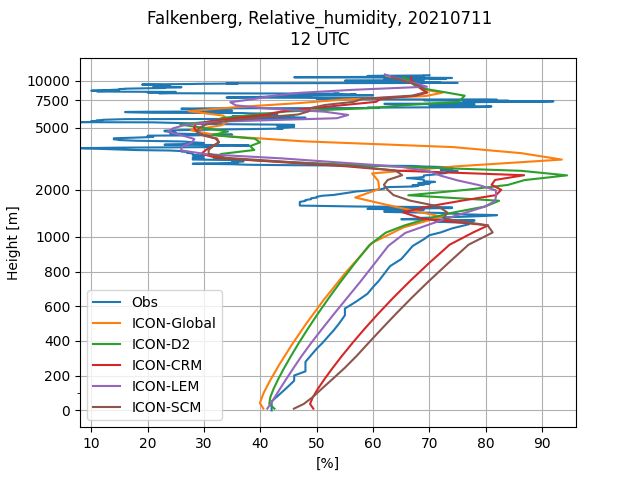 Falkenberg, Relative_humidity, 20210711
12 UTC
10000
7500
5000
2000
1000
800
600
400
200
0
Height [m]
Obs
ICON-Global
ICON-D2
ICON-CRM
ICON-LEM
ICON-SCM
10 20 30 40 50 60 70 80 90
[%]